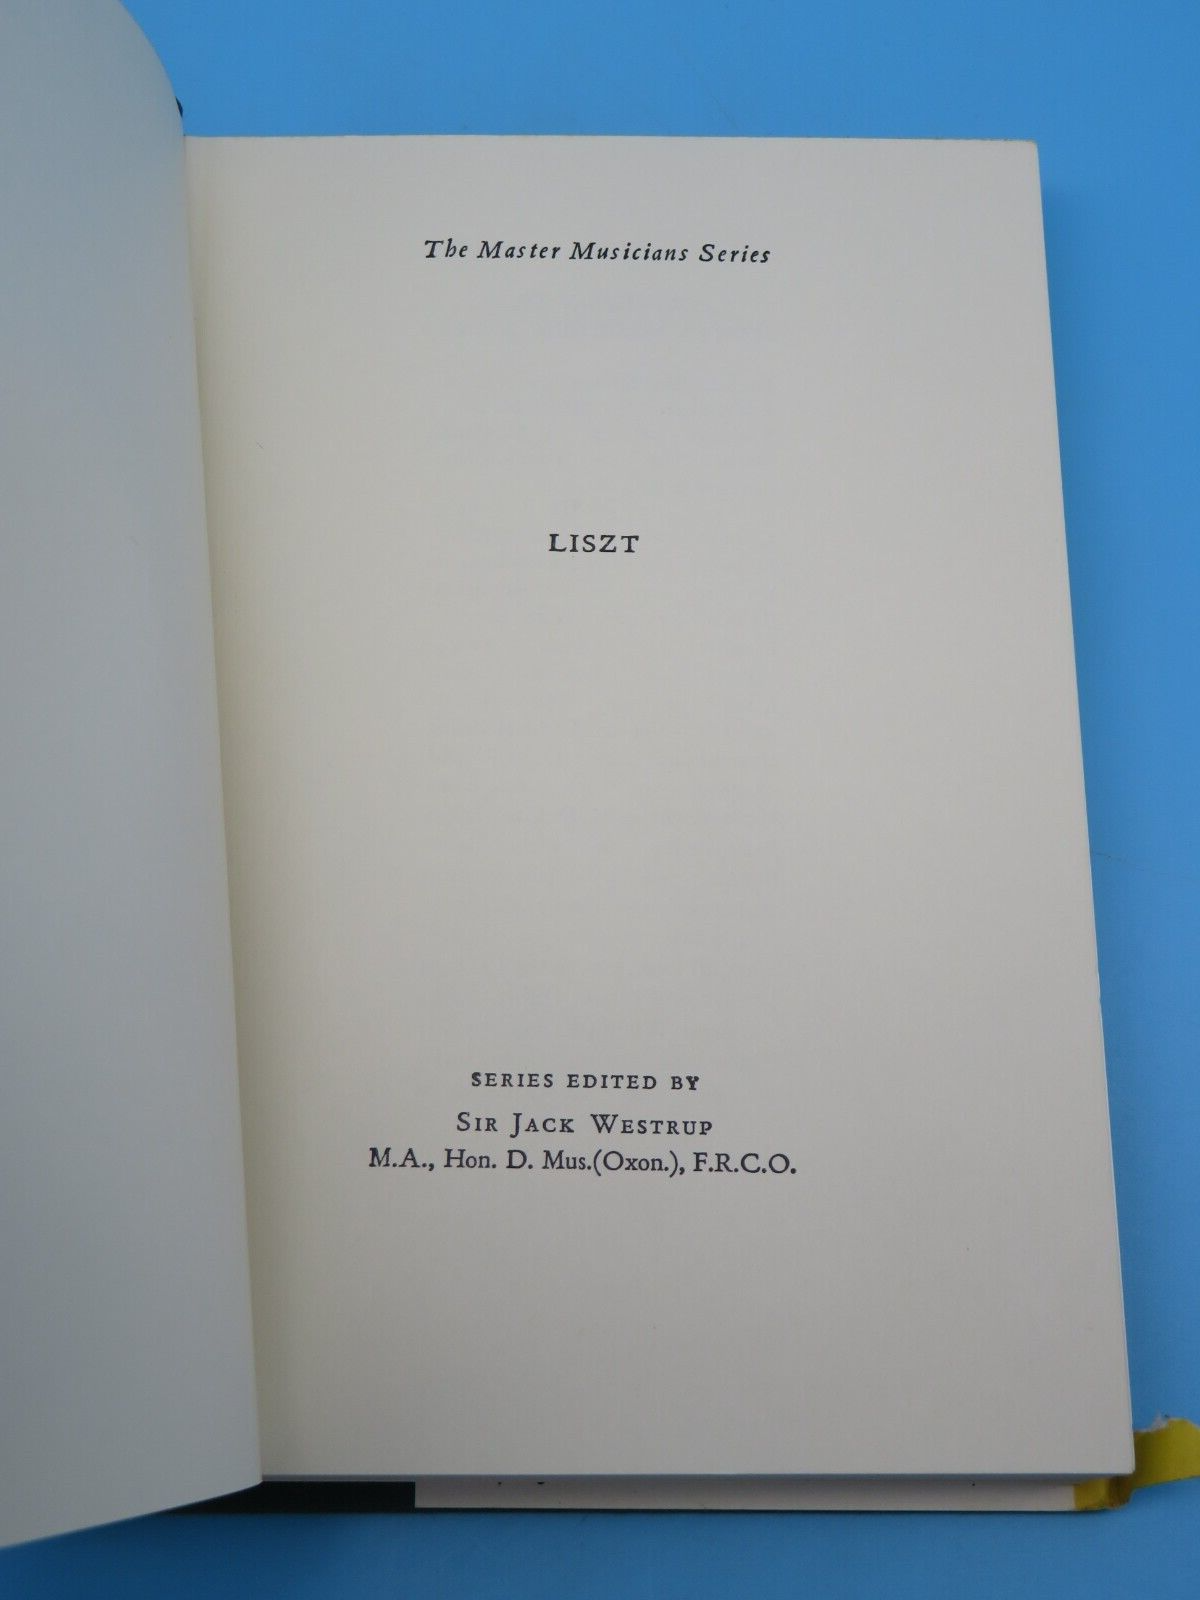 The Master Musicians Series
LISZT
SERIES EDITED BY
SIR JACK WESTRUP
M.A., Hon. D. Mus.(Oxon.), F.R.C.O.